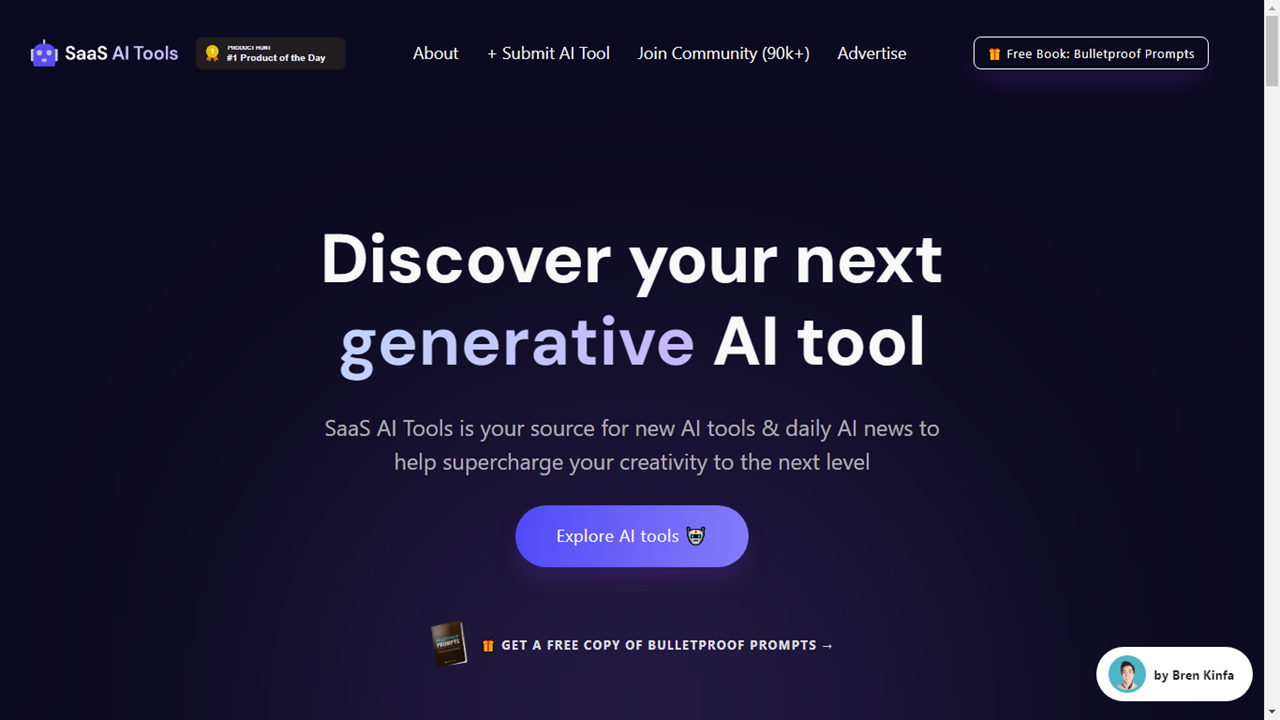 SaaS AI Tools
PRODUCT HUNT
#1 Product of the Day
About
+ Submit AI Tool
Join Community (90k+)
Advertise
Free Book: Bulletproof Prompts
Discover your next
generative AI tool
SaaS AI Tools is your source for new AI tools & daily AI news to
help supercharge your creativity to the next level
Explore AI tools
PROMPTS
GET A FREE COPY OF BULLETPROOF PROMPTS →
by Bren Kinfa